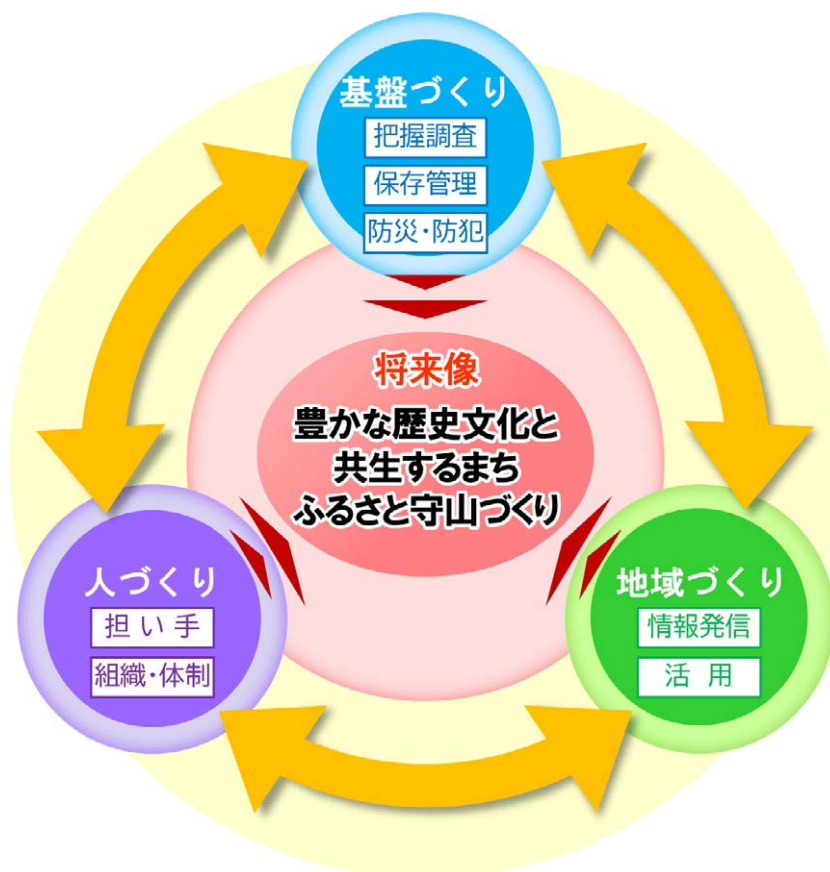 基盤づくり
把握調査
保存管理
防災・防犯
将来像
豊かな歴史文化と
共生するまち
ふるさと守山づくり
人づくり
担い手
組織・体制
地域づくり
情報発信
活用